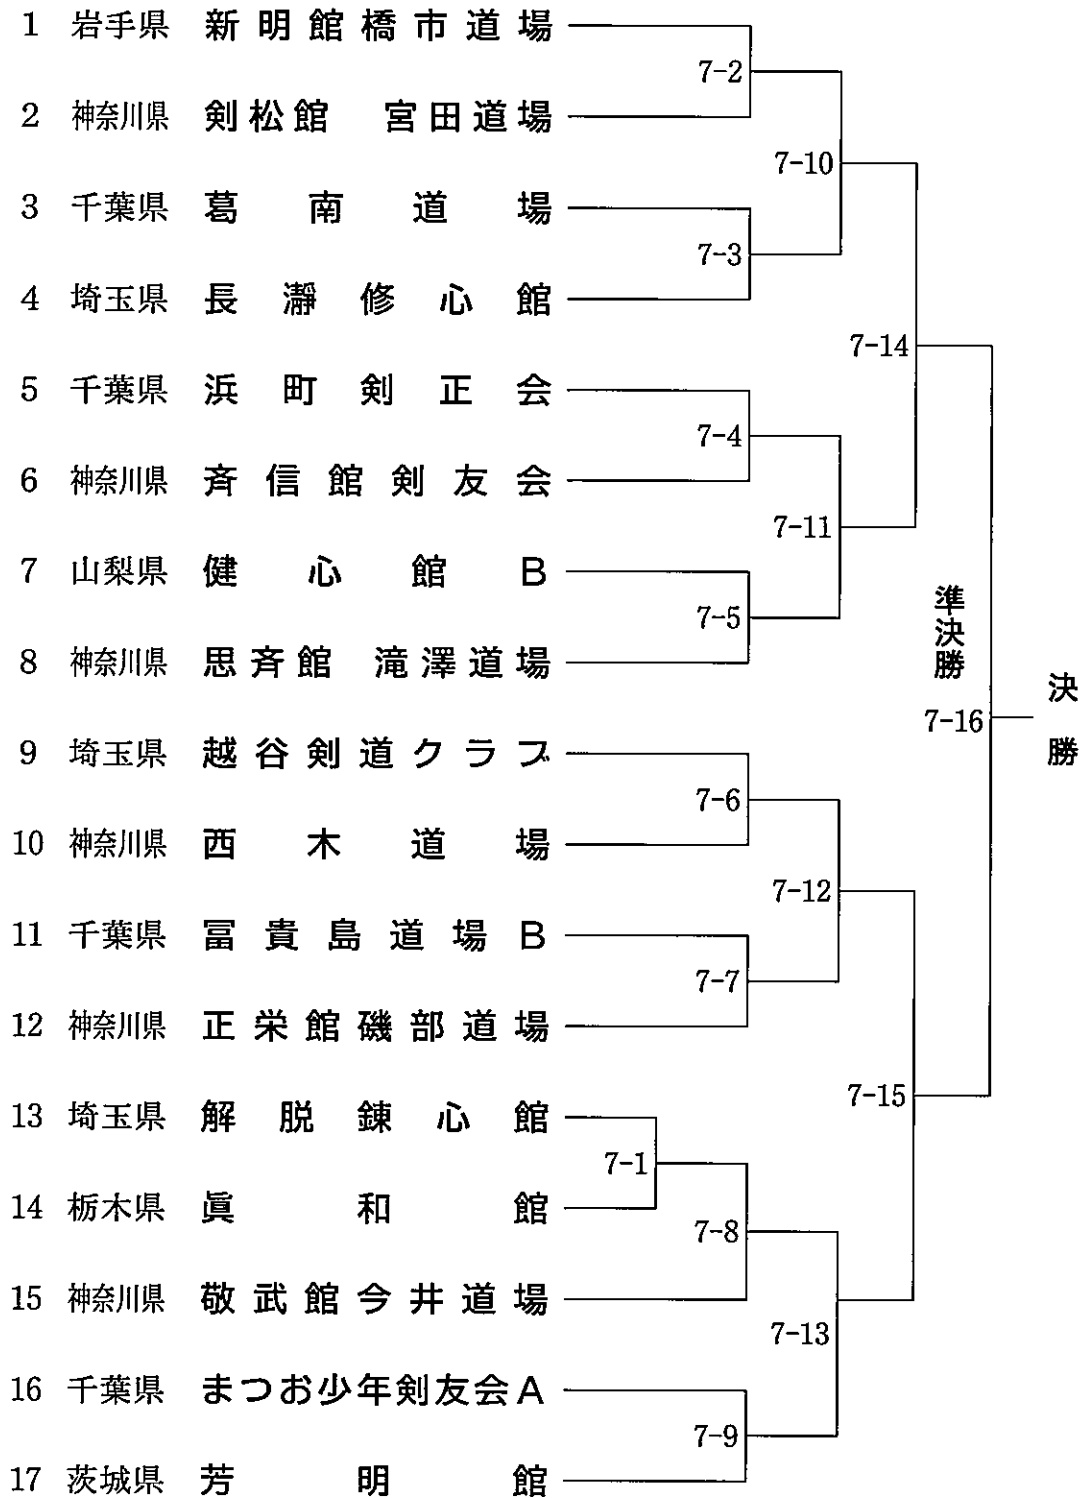 1 岩手県 新明館橋市道場
7-2
2 神奈川県 剣松館 宮田道場
7-10
3 千葉県 葛南道場
7-3
4 埼玉県 長瀞修心館
7-14
5 千葉県 浜町剣正会
7-4
6 神奈川県 斉信館剣友会
7-11
7 山梨県 健心館B
7-5
準決勝
8 神奈川県 思斉館 滝澤道場
7-16
決勝
9 埼玉県 越谷剣道クラブ
7-6
10 神奈川県 西木道場
7-12
11 千葉県 冨貴島道場B
7-7
12 神奈川県 正栄館磯部道場
7-15
13 埼玉県 解脱錬心館
7-1
14 栃木県 眞和館
7-8
15 神奈川県 敬武館今井道場
7-13
16 千葉県 まつお少年剣友会A
7-9
17 茨城県 芳明館